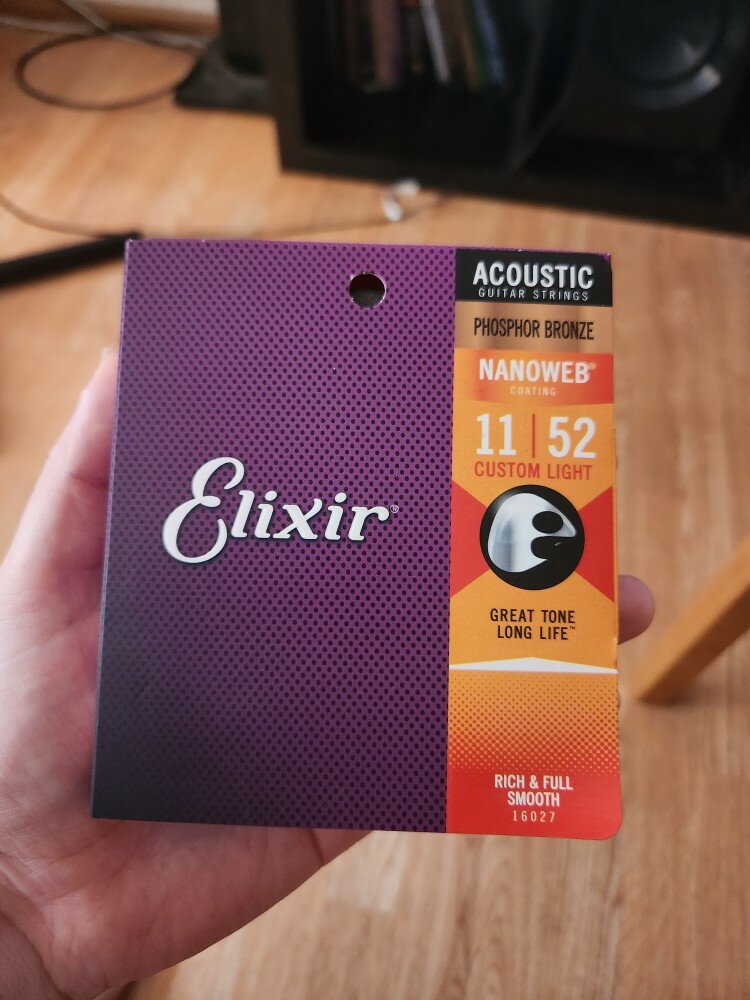 Elixir®
ACOUSTIC
GUITAR STRINGS
PHOSPHOR BRONZE
NANOWEB®
COATING
11 | 52
CUSTOM LIGHT
GREAT TONE
LONG LIFE™
RICH & FULL
SMOOTH
16027